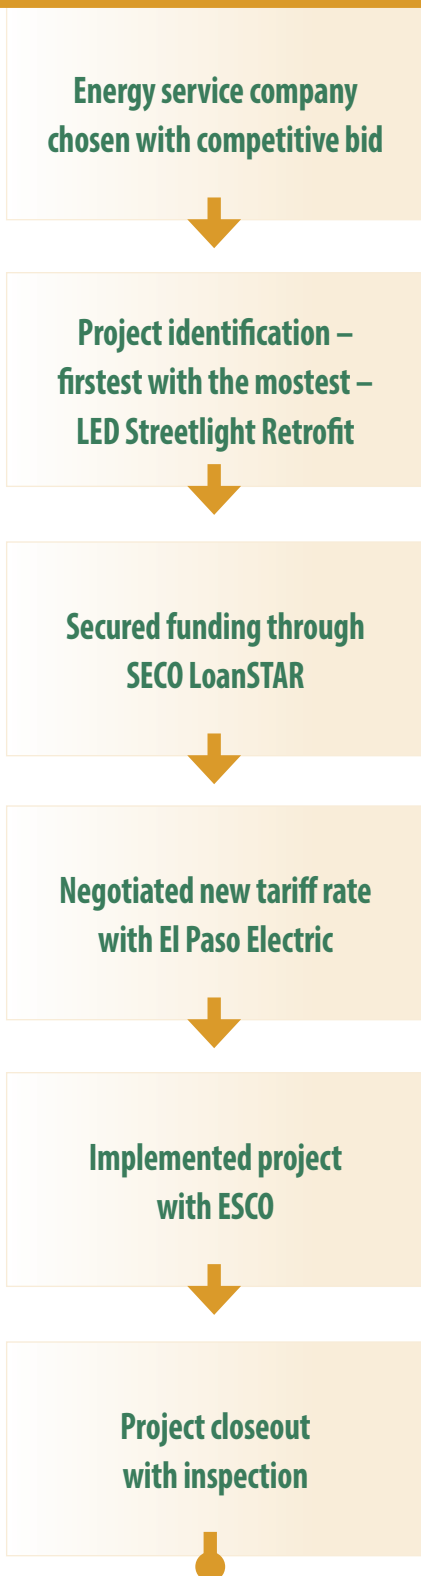 Energy service company
chosen with competitive bid
Project identification –
firstest with the mostest –
LED Streetlight Retrofit
Secured funding through
SECO LoanSTAR
Negotiated new tariff rate
with El Paso Electric
Implemented project
with ESCO
Project closeout
with inspection